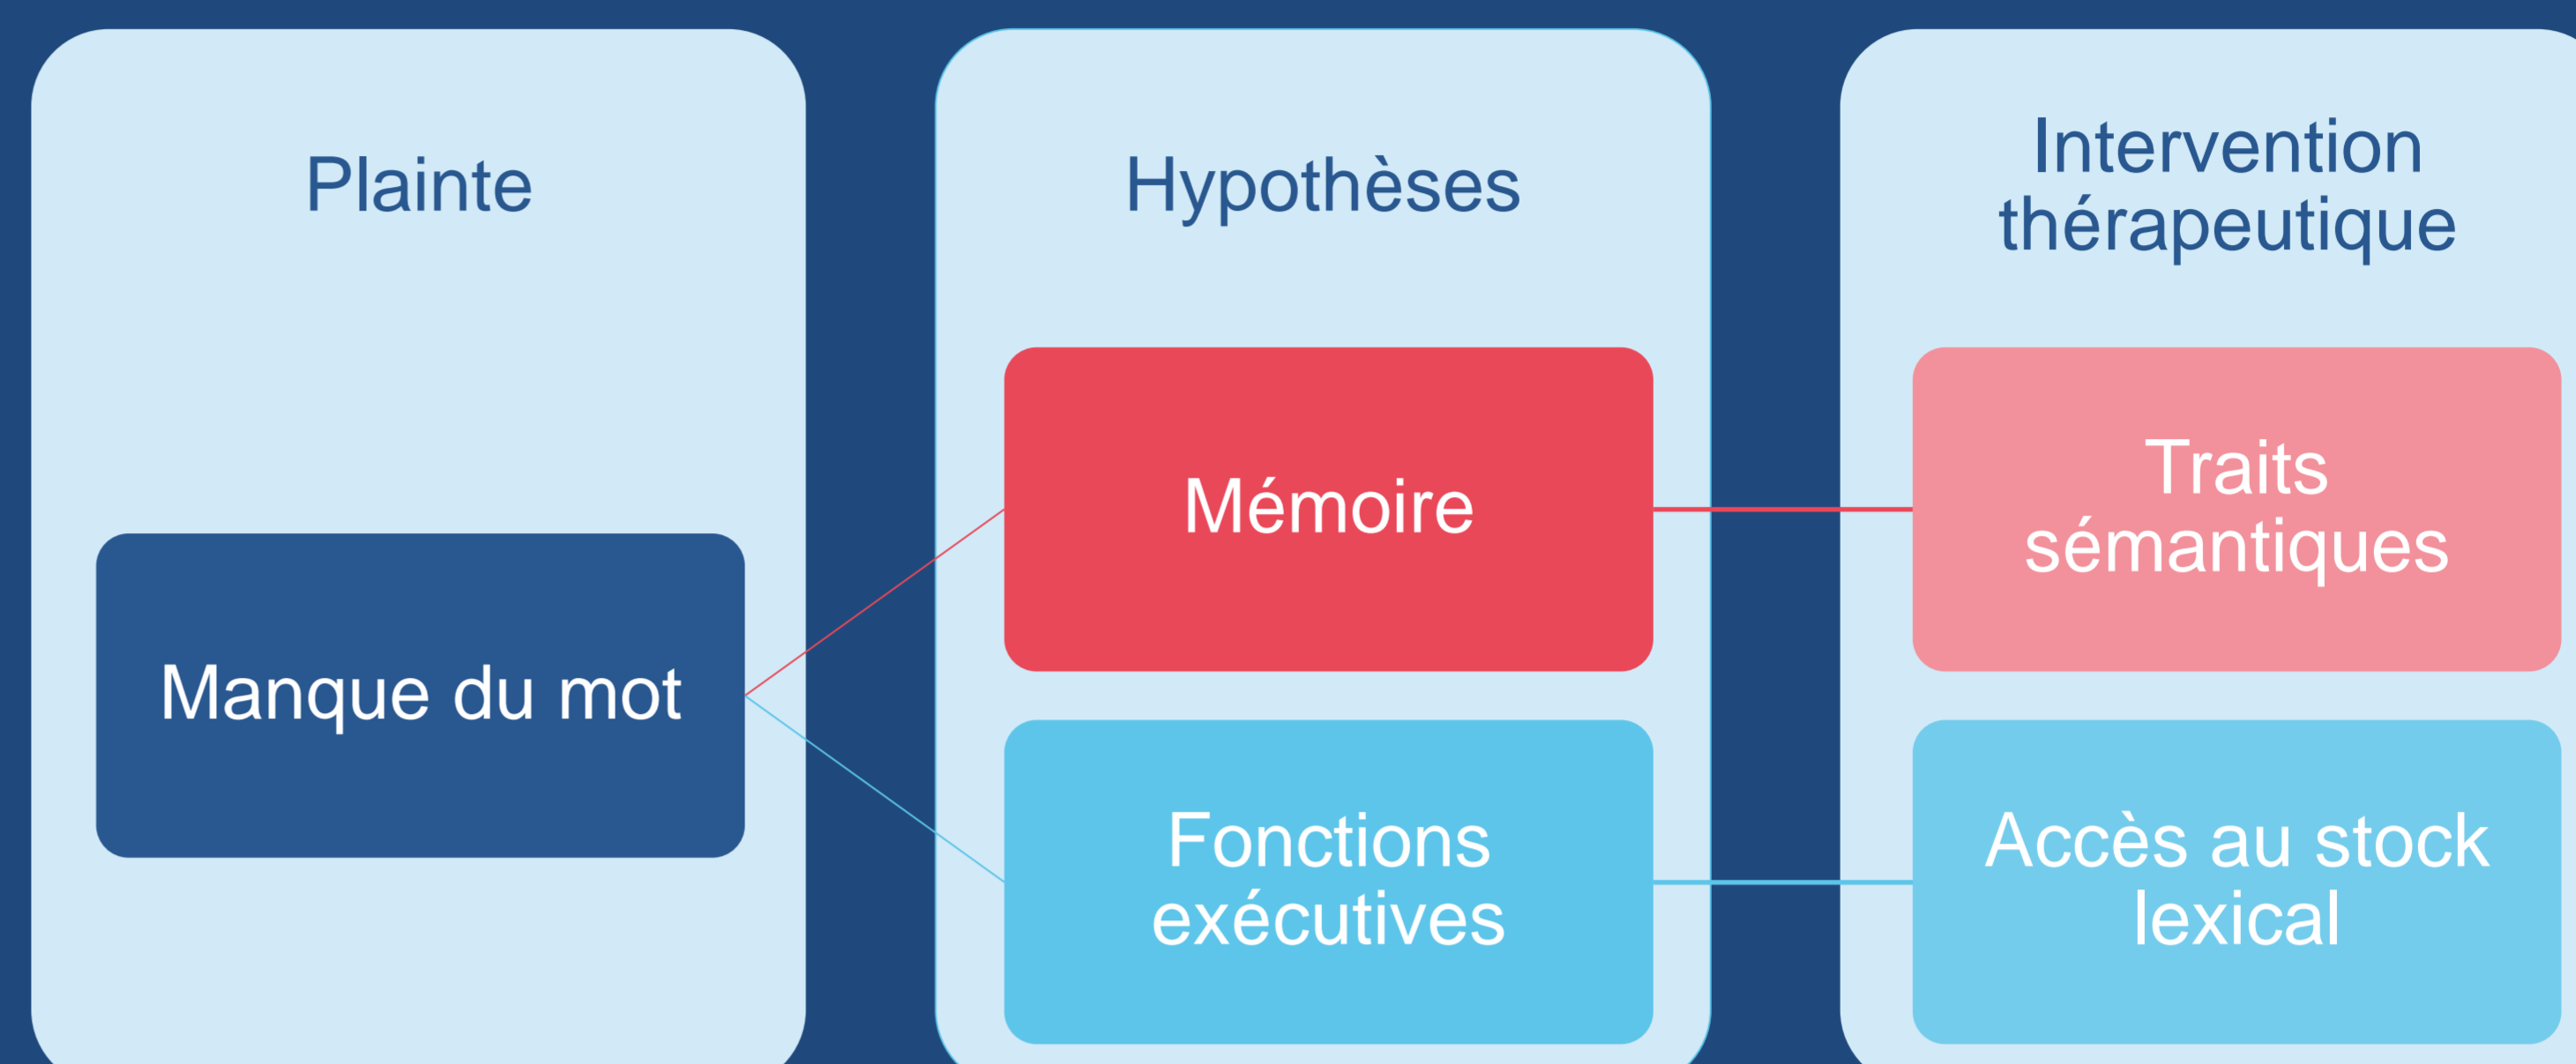 Plainte
Manque du mot
Hypothèses
Mémoire
Fonctions
exécutives
Intervention
thérapeutique
Traits
sémantiques
Accès au stock
lexical